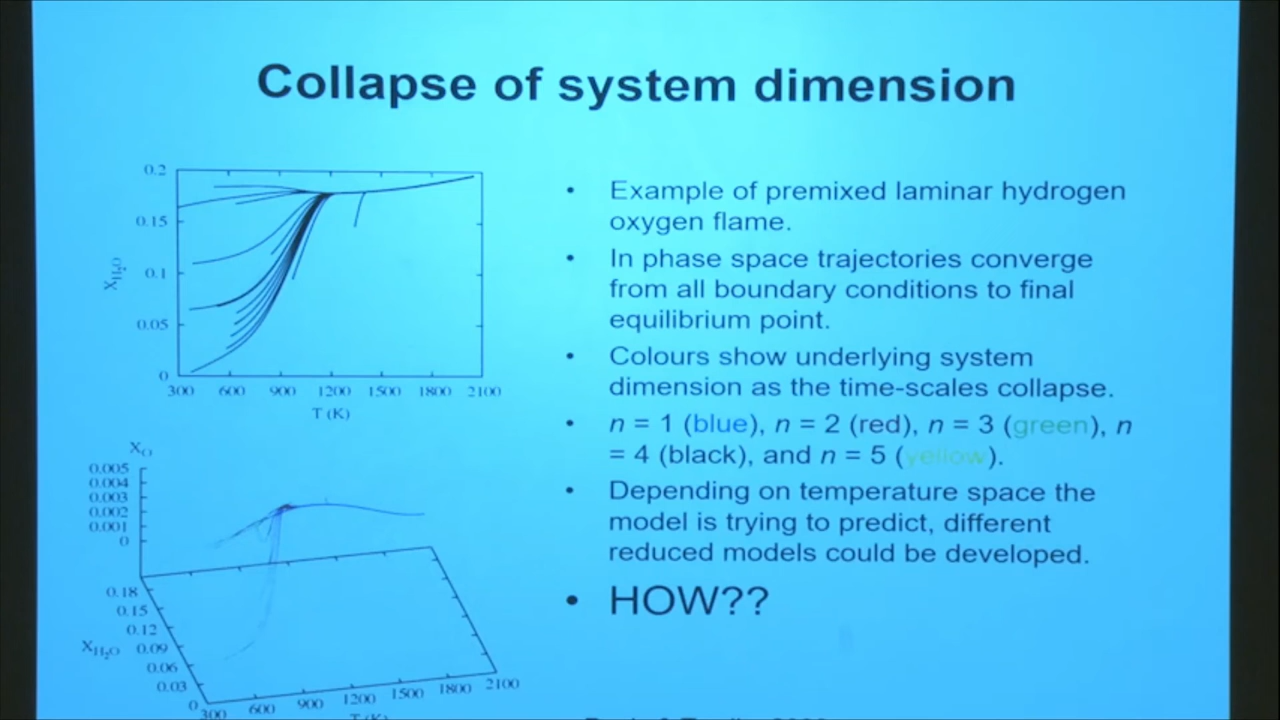 Collapse of system dimension
0.2
0.15
0.1
0.05
0
X_H₂O
300 600 900 1200 1500 1800 2100
T (K)
• Example of premixed laminar hydrogen
oxygen flame.
• In phase space trajectories converge
from all boundary conditions to final
equilibrium point.
• Colours show underlying system
dimension as the time-scales collapse.
• n = 1 (blue), n = 2 (red), n = 3 (green), n
= 4 (black), and n = 5 (yellow).
• Depending on temperature space the
model is trying to predict, different
reduced models could be developed.
• HOW??
X_O
0.005
0.004
0.003
0.002
0.001
0
0.18
0.15
0.12
X_H₂O 0.09
0.06
0.03
0
300 600 900 1200 1500 1800 2100
T (K)